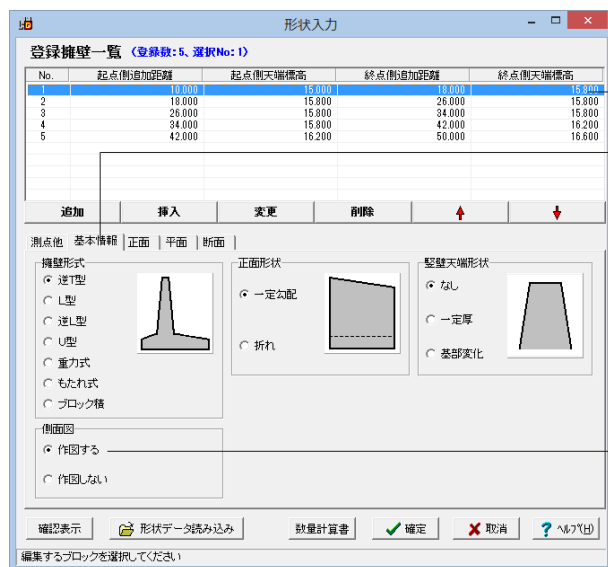 形状入力
登録擁壁一覧 (登録数:5、選択No:1)
No. 起点側追加距離 起点側天端標高 終点側追加距離 終点側天端標高
1 10.000 15.000 18.000 15.800
2 18.000 15.800 26.000 15.800
3 26.000 15.800 34.000 15.800
4 34.000 15.800 42.000 16.200
5 42.000 16.200 50.000 16.600
追加 挿入 変更 削除
測点他 基本情報 正面 平面 断面
擁壁形式 正面形状 竪壁天端形状
逆T型
L型
逆L型
U型
重力式
もたれ式
ブロック積
一定勾配
折れ
なし
一定厚
基部変化
側面図
作図する
作図しない
確認表示 形状データ読み込み 数量計算書 確定 取消 ヘルプ(H)
編集するブロックを選択してください